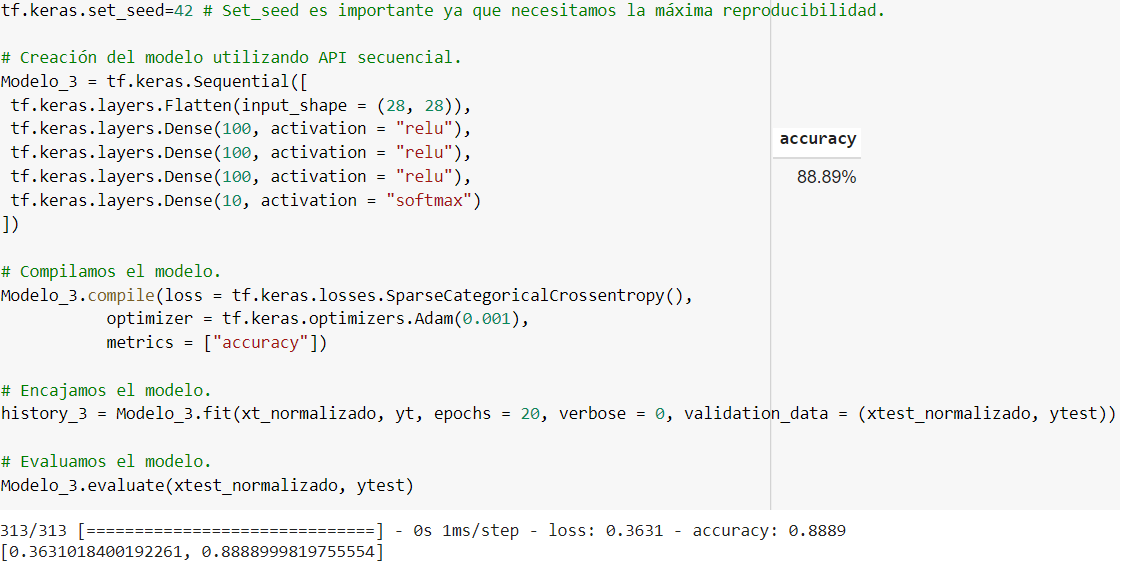 tf.keras.set_seed=42 # Set_seed es importante ya que necesitamos la máxima reproducibilidad.
# Creación del modelo utilizando API secuencial.
Modelo_3 = tf.keras.Sequential([
 tf.keras.layers.Flatten(input_shape = (28, 28)),
 tf.keras.layers.Dense(100, activation = "relu"),
 tf.keras.layers.Dense(100, activation = "relu"),
 tf.keras.layers.Dense(100, activation = "relu"),
 tf.keras.layers.Dense(10, activation = "softmax")
])
# Compilamos el modelo.
Modelo_3.compile(loss = tf.keras.losses.SparseCategoricalCrossentropy(),
           optimizer = tf.keras.optimizers.Adam(0.001),
           metrics = ["accuracy"])
# Encajamos el modelo.
history_3 = Modelo_3.fit(xt_normalizado, yt, epochs = 20, verbose = 0, validation_data = (xtest_normalizado, ytest))
# Evaluamos el modelo.
Modelo_3.evaluate(xtest_normalizado, ytest)
313/313 [==============================] - 0s 1ms/step - loss: 0.3631 - accuracy: 0.8889
[0.3631018400192261, 0.8888999819755554]
accuracy
88.89%